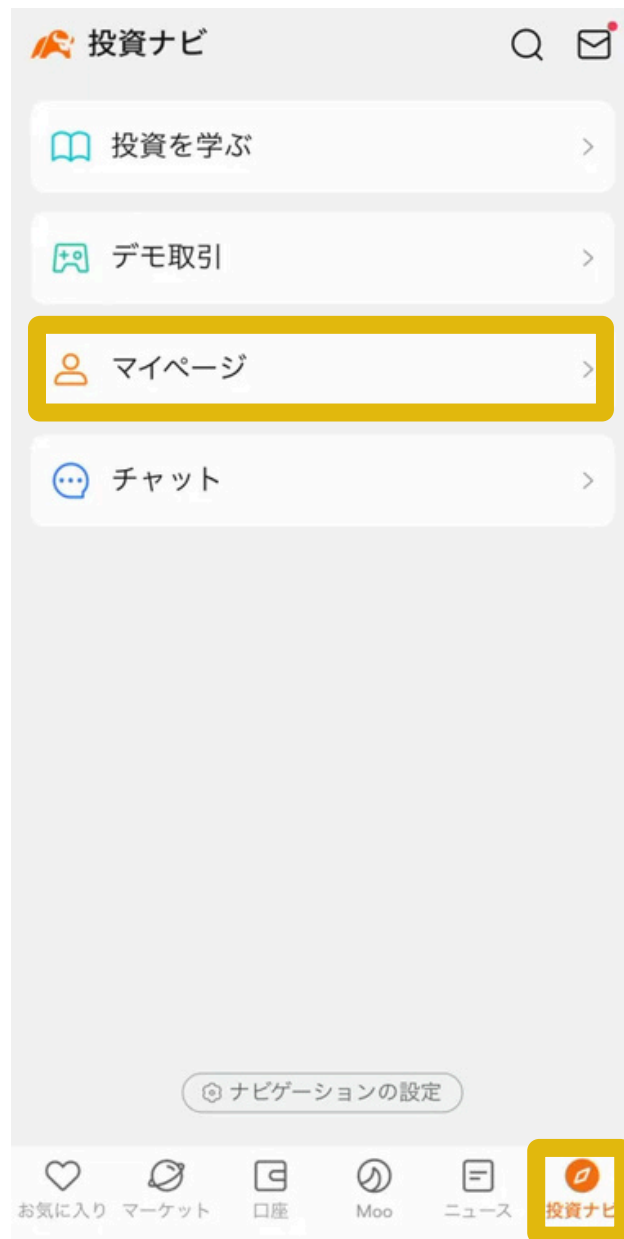 投資ナビ
投資を学ぶ
デモ取引
マイページ
チャット
ナビゲーションの設定
お気に入り マーケット 口座 Moo ニュース 投資ナビ